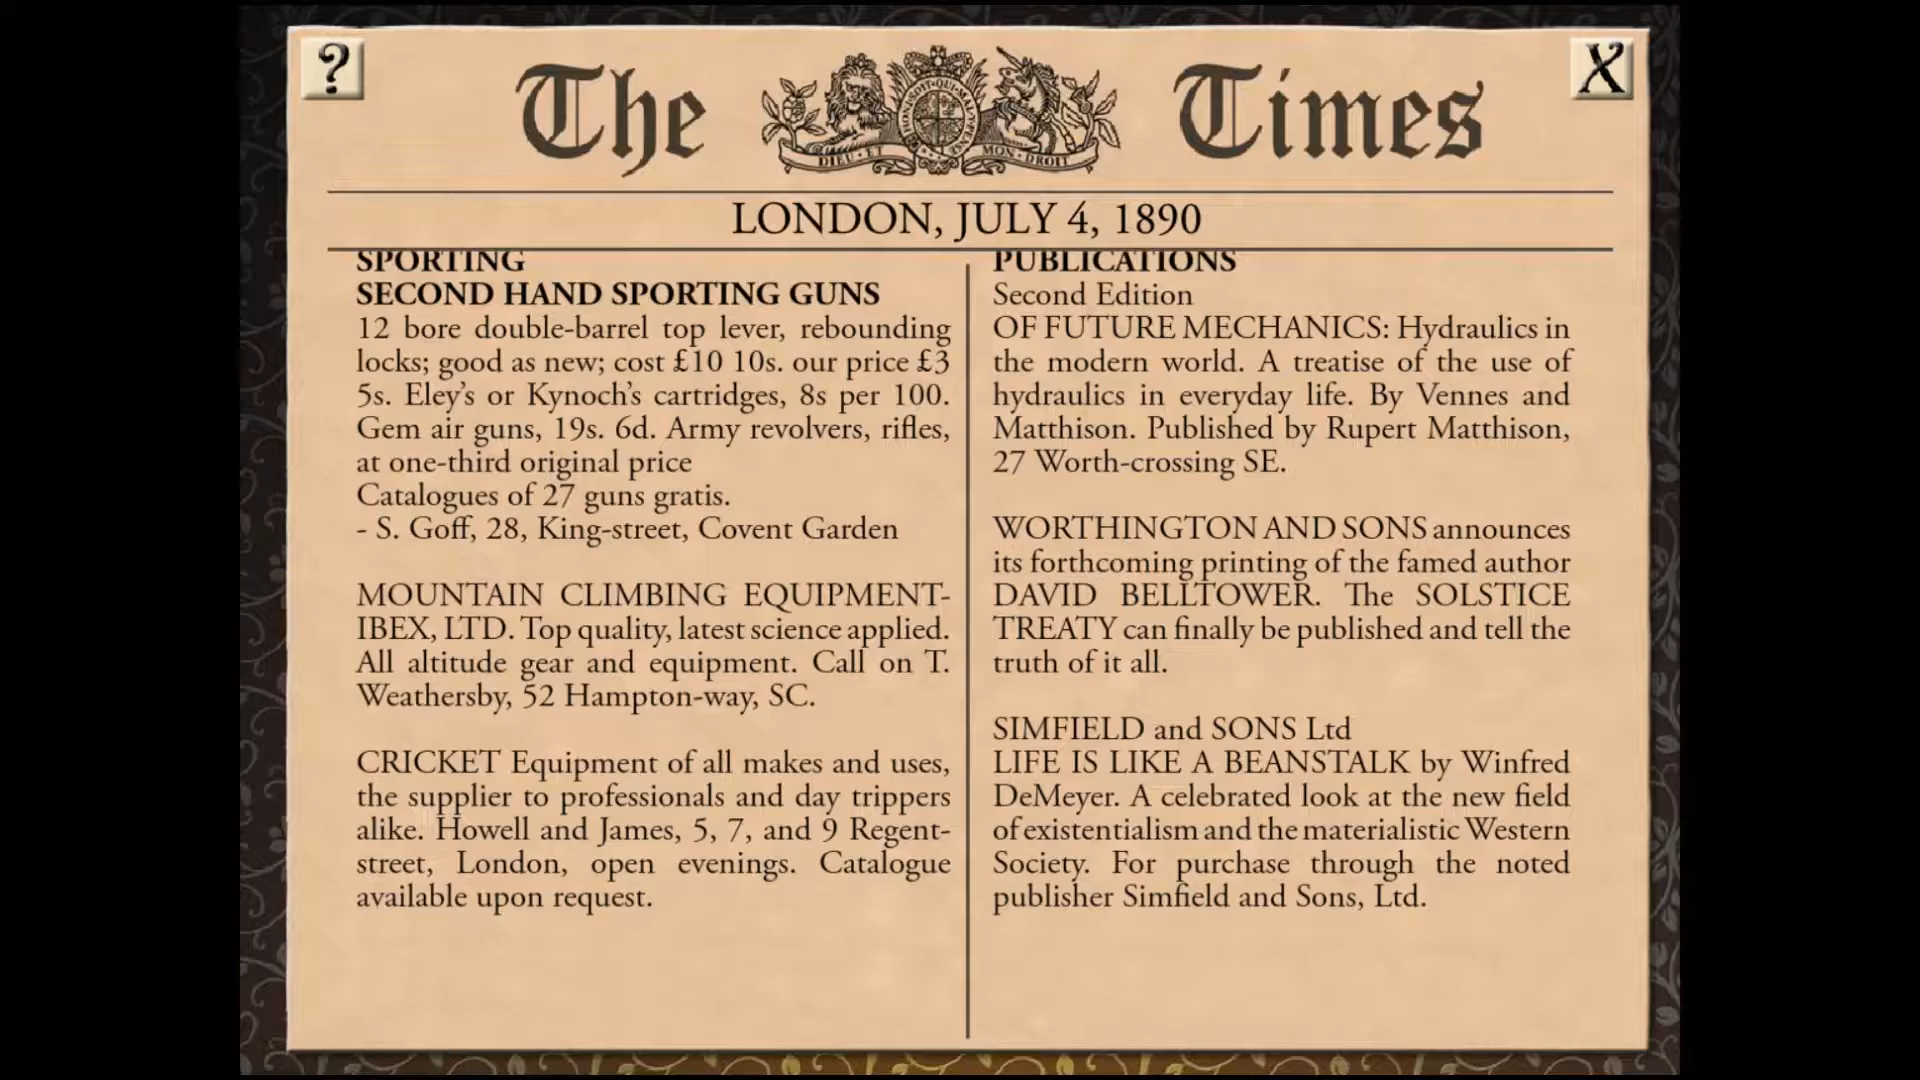 ?
X
The Times
HONI·SOIT·QUI·MAL·Y·PENSE
DIEU·ET MON·DROIT
LONDON, JULY 4, 1890
SPORTING
SECOND HAND SPORTING GUNS
12 bore double-barrel top lever, rebounding
locks; good as new; cost £10 10s. our price £3
5s. Eley's or Kynoch's cartridges, 8s per 100.
Gem air guns, 19s. 6d. Army revolvers, rifles,
at one-third original price
Catalogues of 27 guns gratis.
- S. Goff, 28, King-street, Covent Garden
MOUNTAIN CLIMBING EQUIPMENT-
IBEX, LTD. Top quality, latest science applied.
All altitude gear and equipment. Call on T.
Weathersby, 52 Hampton-way, SC.
CRICKET Equipment of all makes and uses,
the supplier to professionals and day trippers
alike. Howell and James, 5, 7, and 9 Regent-
street, London, open evenings. Catalogue
available upon request.
PUBLICATIONS
Second Edition
OF FUTURE MECHANICS: Hydraulics in
the modern world. A treatise of the use of
hydraulics in everyday life. By Vennes and
Matthison. Published by Rupert Matthison,
27 Worth-crossing SE.
WORTHINGTON AND SONS announces
its forthcoming printing of the famed author
DAVID BELLTOWER. The SOLSTICE
TREATY can finally be published and tell the
truth of it all.
SIMFIELD and SONS Ltd
LIFE IS LIKE A BEANSTALK by Winfred
DeMeyer. A celebrated look at the new field
of existentialism and the materialistic Western
Society. For purchase through the noted
publisher Simfield and Sons, Ltd.